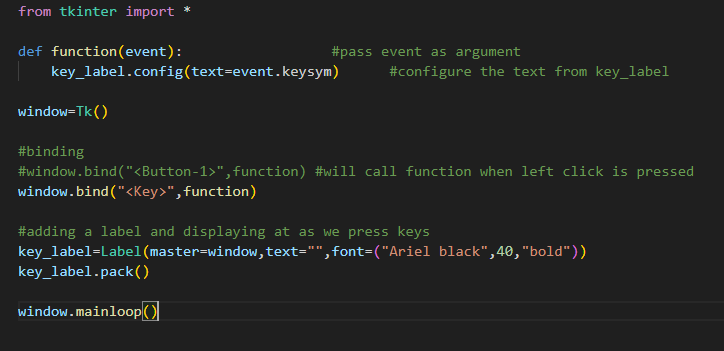 from tkinter import *
def function(event):                  #pass event as argument
    key_label.config(text=event.keysym)      #configure the text from key_label
window=Tk()
#binding
#window.bind("<Button-1>",function) #will call function when left click is pressed
window.bind("<Key>",function)
#adding a label and displaying at as we press keys
key_label=Label(master=window,text="",font=("Ariel black",40,"bold"))
key_label.pack()
window.mainloop()